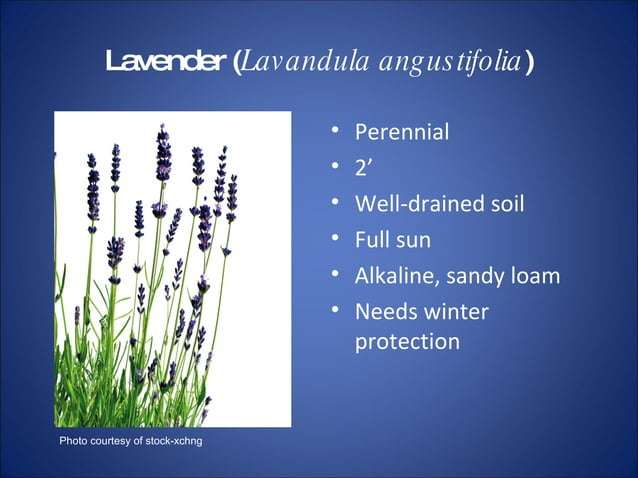 Lavender (Lavandula angustifolia)
• Perennial
• 2’
• Well-drained soil
• Full sun
• Alkaline, sandy loam
• Needs winter
protection
Photo courtesy of stock-xchng